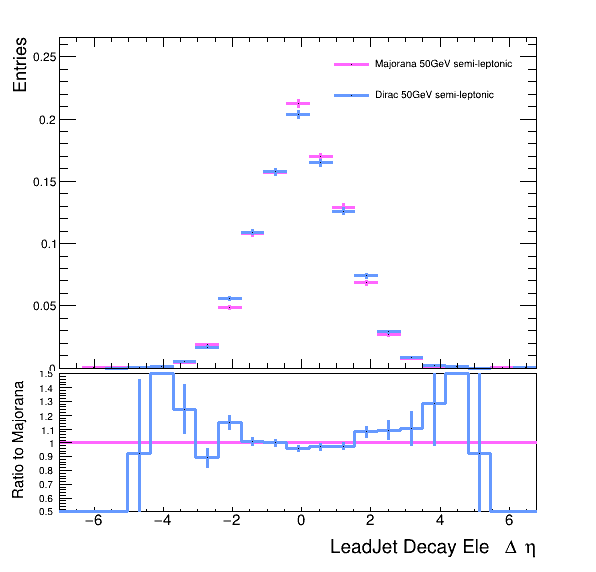 Entries
0.25
0.2
0.15
0.1
0.05
0
Majorana 50GeV semi-leptonic
Dirac 50GeV semi-leptonic
Ratio to Majorana
1.5
1.4
1.3
1.2
1.1
1
0.9
0.8
0.7
0.6
0.5
−6 −4 −2 0 2 4 6
LeadJet Decay Ele Δ η